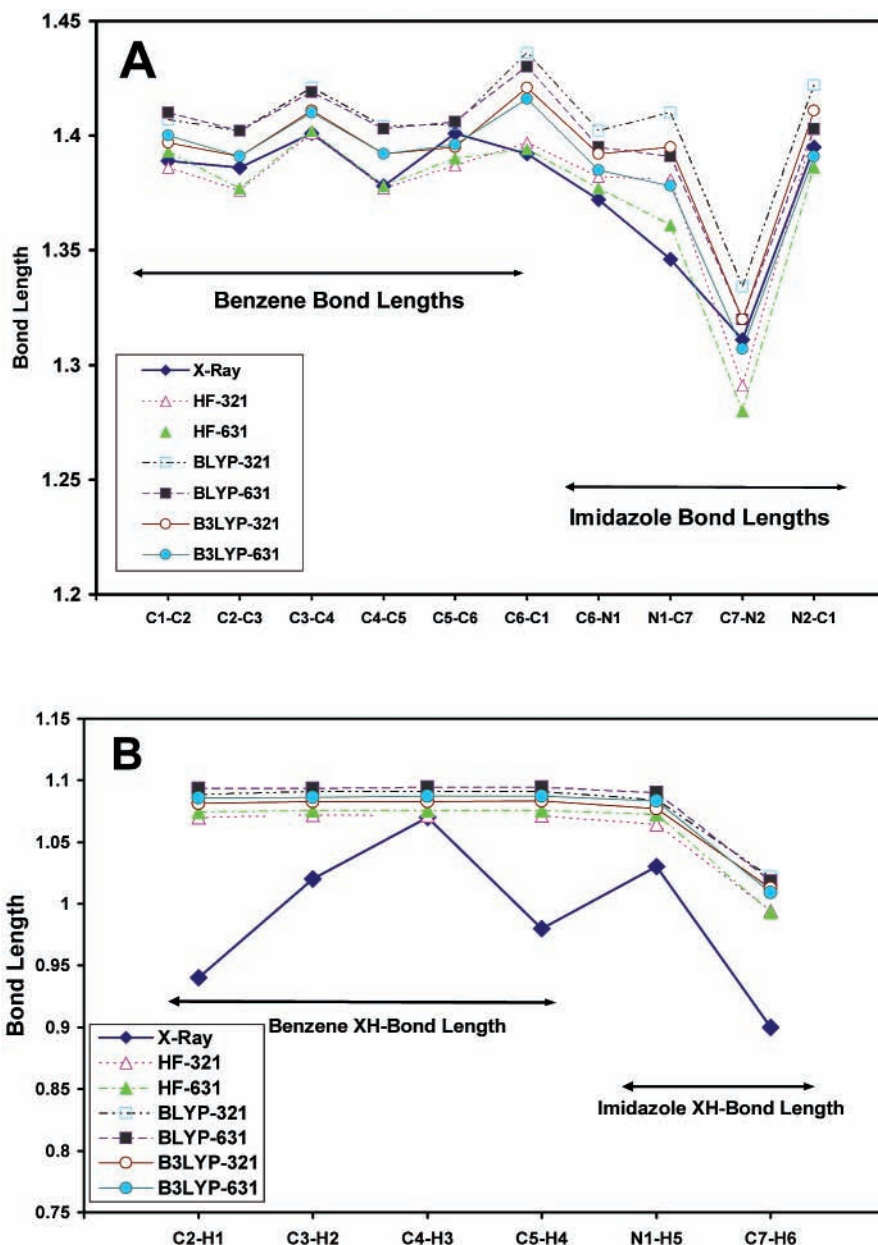 A
1.45
1.4
1.35
1.3
1.25
1.2
Bond Length
Benzene Bond Lengths
Imidazole Bond Lengths
X-Ray
HF-321
HF-631
BLYP-321
BLYP-631
B3LYP-321
B3LYP-631
C1-C2 C2-C3 C3-C4 C4-C5 C5-C6 C6-C1 C6-N1 N1-C7 C7-N2 N2-C1
B
1.15
1.1
1.05
1
0.95
0.9
0.85
0.8
0.75
Bond Length
Benzene XH-Bond Length
Imidazole XH-Bond Length
X-Ray
HF-321
HF-631
BLYP-321
BLYP-631
B3LYP-321
B3LYP-631
C2-H1 C3-H2 C4-H3 C5-H4 N1-H5 C7-H6